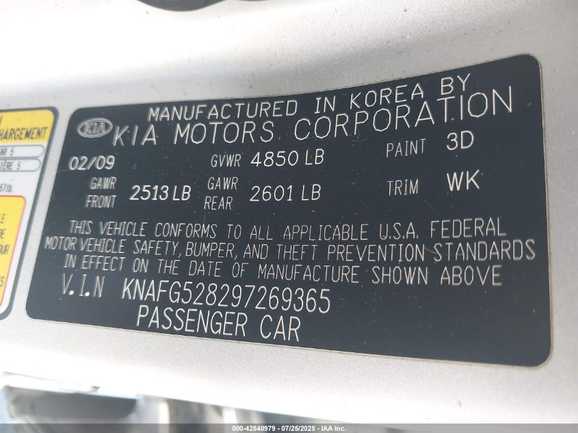 MANUFACTURED IN KOREA BY
KIA KIA MOTORS CORPORATION
02/09 GVWR 4850 LB PAINT 3D
GAWR FRONT 2513 LB GAWR REAR 2601 LB TRIM WK
THIS VEHICLE CONFORMS TO ALL APPLICABLE U.S.A. FEDERAL
MOTOR VEHICLE SAFETY, BUMPER, AND THEFT PREVENTION STANDARDS
IN EFFECT ON THE DATE OF MANUFACTURE SHOWN ABOVE
V.I.N KNAFG528297269365
PASSENGER CAR
000-42540979 - 07/25/2025 - IAA Inc.